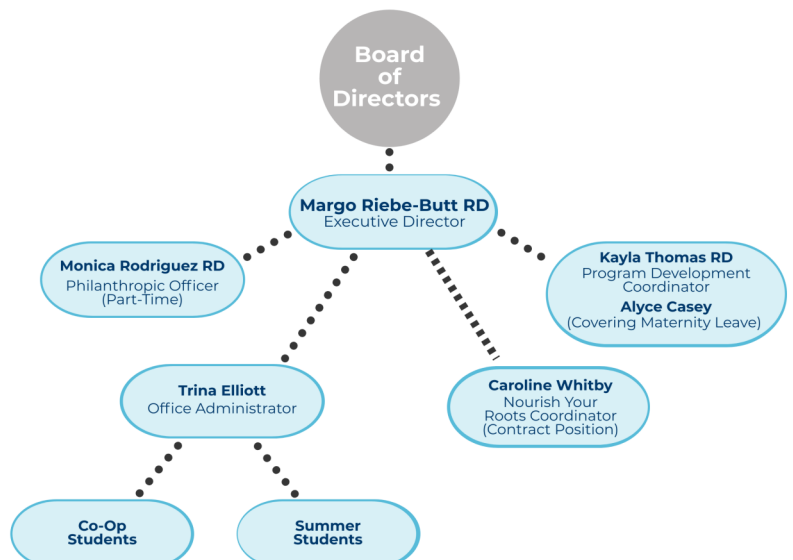 Board
of
Directors
Margo Riebe-Butt RD
Executive Director
Monica Rodriguez RD
Philanthropic Officer
(Part-Time)
Kayla Thomas RD
Program Development
Coordinator
Alyce Casey
(Covering Maternity Leave)
Trina Elliott
Office Administrator
Caroline Whitby
Nourish Your
Roots Coordinator
(Contract Position)
Co-Op
Students
Summer
Students